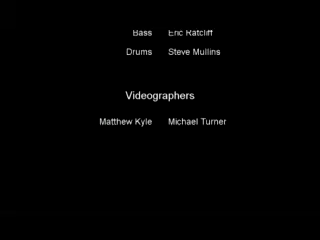 Bass Eric Ratcliff
Drums Steve Mullins
Videographers
Matthew Kyle Michael Turner